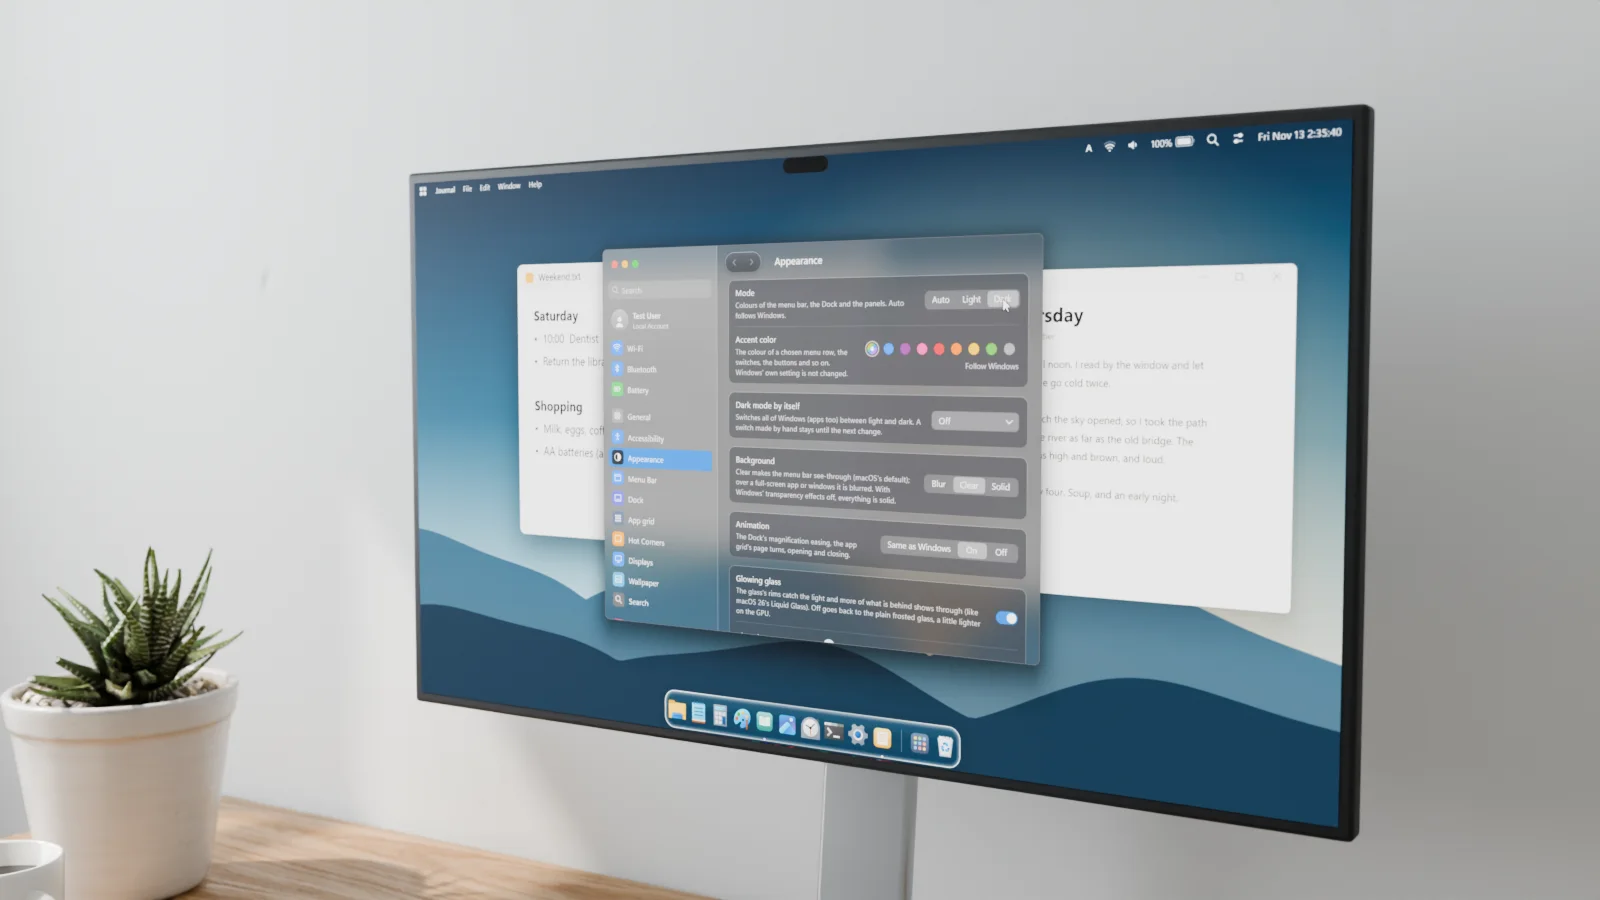 Journal File Edit Window Help
A 100% Fri Nov 13 2:35:40
Weekend.txt
Saturday
• 10:00 Dentist
• Return the libra
Shopping
• Milk, eggs, coff
• AA batteries (a
Search
Test User
Local Account
Wi-Fi
Bluetooth
Battery
General
Accessibility
Appearance
Menu Bar
Dock
App grid
Hot Corners
Displays
Wallpaper
Search
Appearance
Mode
Colours of the menu bar, the Dock and the panels. Auto
follows Windows.
Auto Light Dark
Accent color
The colour of a chosen menu row, the
switches, the buttons and so on.
Windows' own setting is not changed.
Follow Windows
Dark mode by itself
Switches all of Windows (apps too) between light and dark. A
switch made by hand stays until the next change.
Off
Background
Clear makes the menu bar see-through (macOS's default);
over a full-screen app or windows it is blurred. With
Windows' transparency effects off, everything is solid.
Blur Clear Solid
Animation
The Dock's magnification easing, the app
grid's page turns, opening and closing.
Same as Windows On Off
Glowing glass
The glass's rims catch the light and more of what is behind shows through (like
macOS 26's Liquid Glass). Off goes back to the plain frosted glass, a little lighter
on the GPU.
rsday
l noon. I read by the window and let
e go cold twice.
ch the sky opened, so I took the path
e river as far as the old bridge. The
s high and brown, and loud.
four. Soup, and an early night.